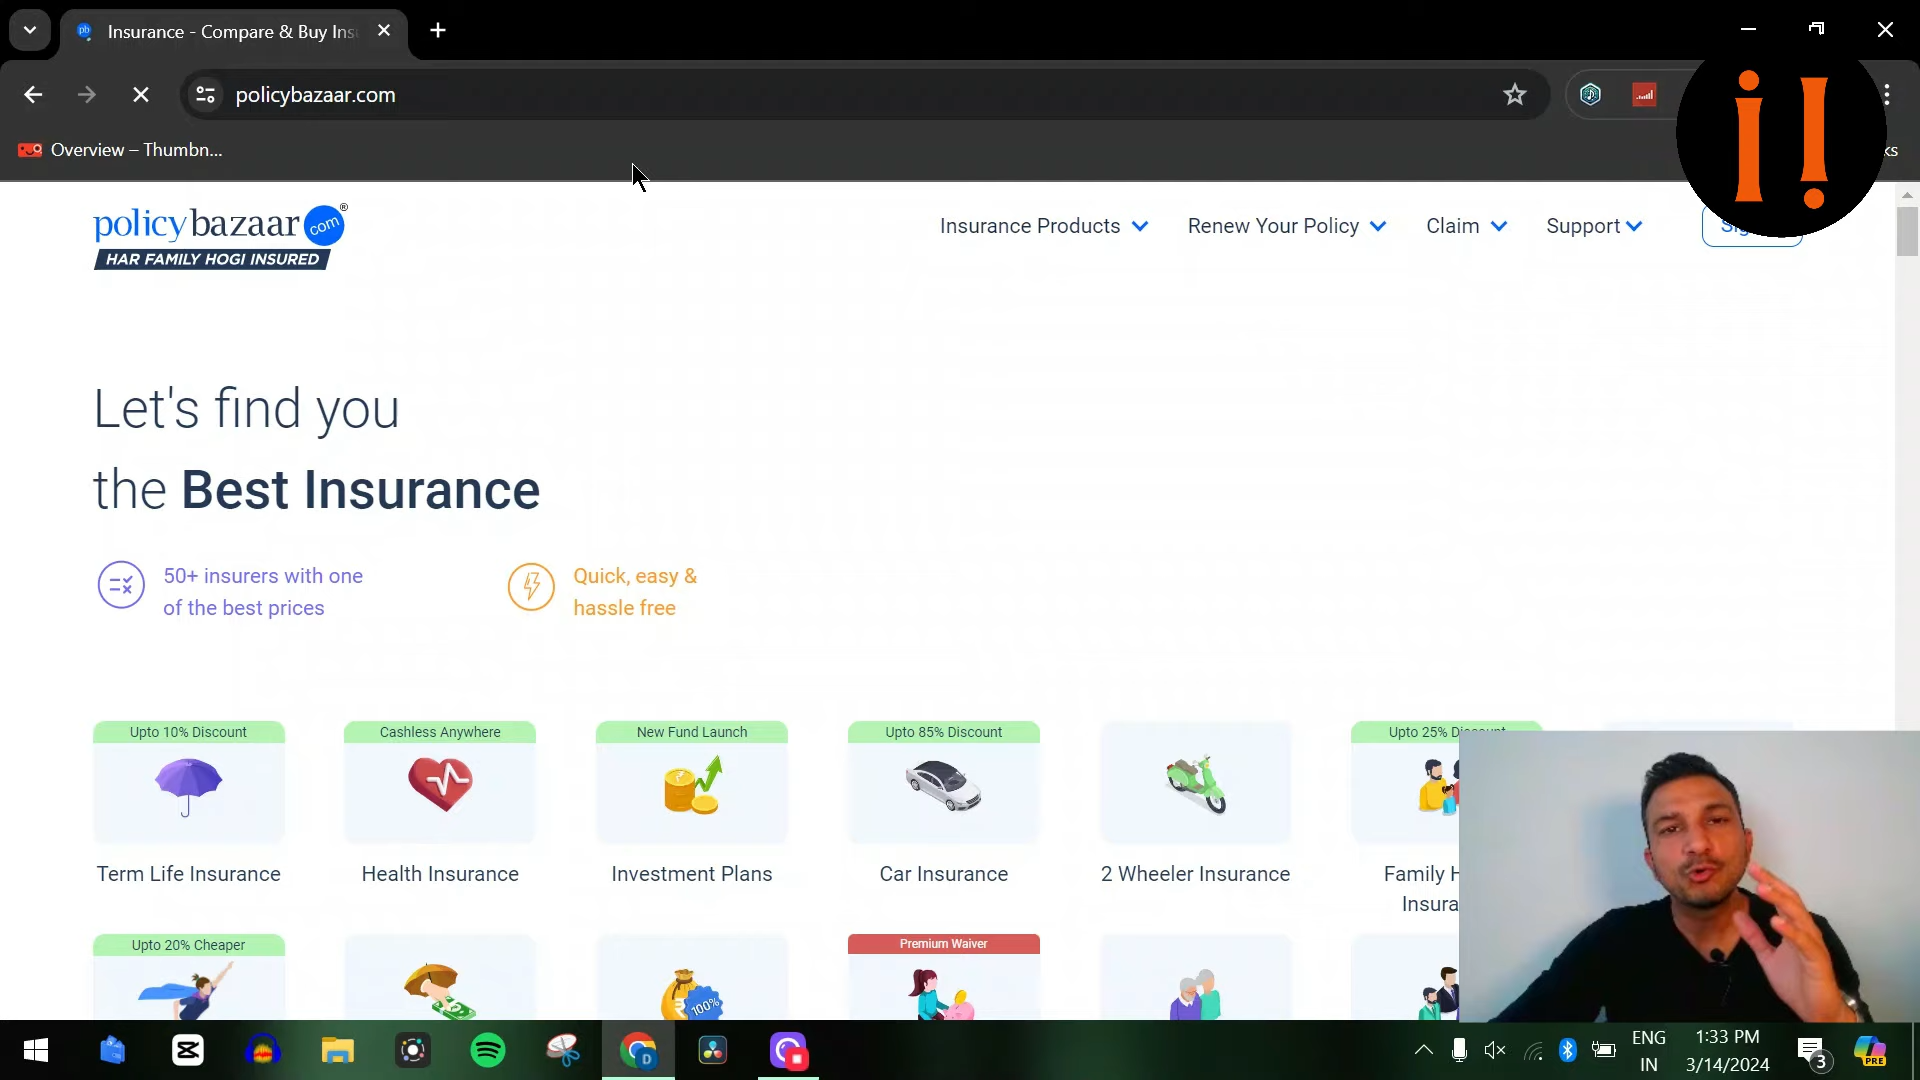 Insurance - Compare & Buy Ins
policybazaar.com
Overview – Thumbn...
ks
i!
policybazaar.com®
HAR FAMILY HOGI INSURED
Insurance Products
Renew Your Policy
Claim
Support
Let's find you
the Best Insurance
50+ insurers with one
of the best prices
Quick, easy &
hassle free
Upto 10% Discount
Cashless Anywhere
New Fund Launch
Upto 85% Discount
Upto 25% Discount
Term Life Insurance
Health Insurance
Investment Plans
Car Insurance
2 Wheeler Insurance
Family H
Insura
Upto 20% Cheaper
Premium Waiver
100%
ENG
IN
1:33 PM
3/14/2024
3
PRE